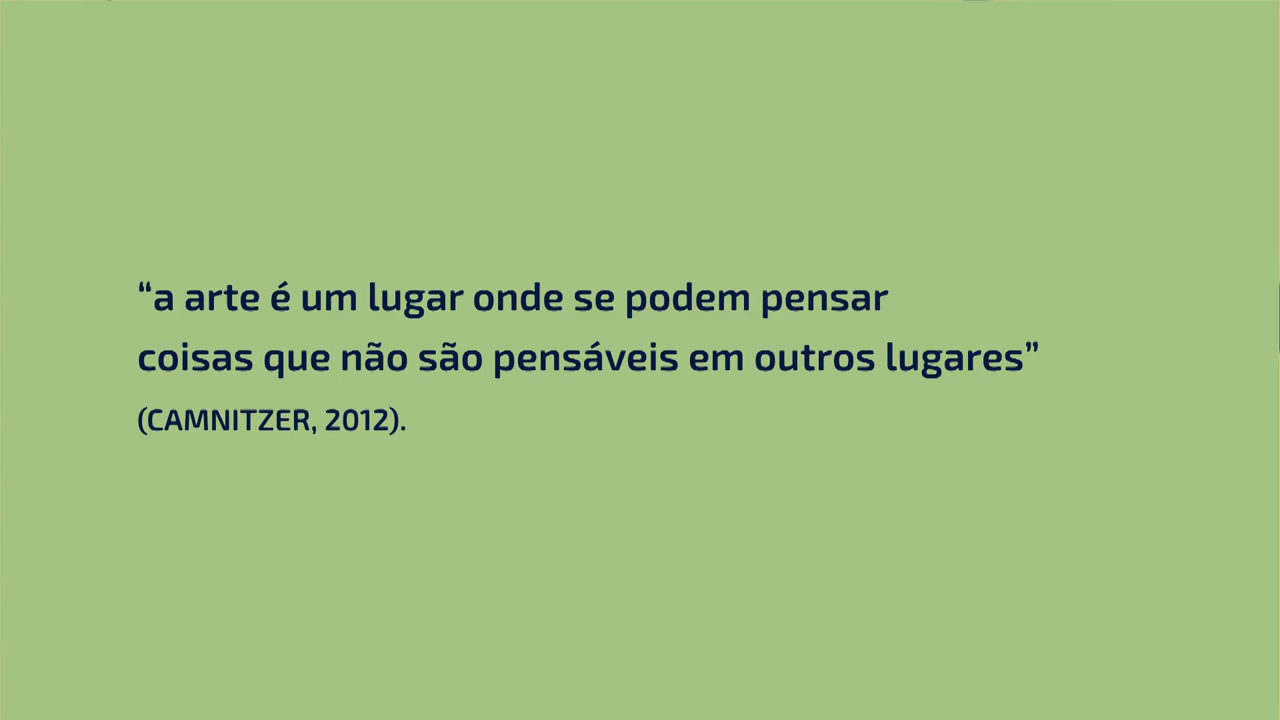 “a arte é um lugar onde se podem pensar
coisas que não são pensáveis em outros lugares”
(CAMNITZER, 2012).